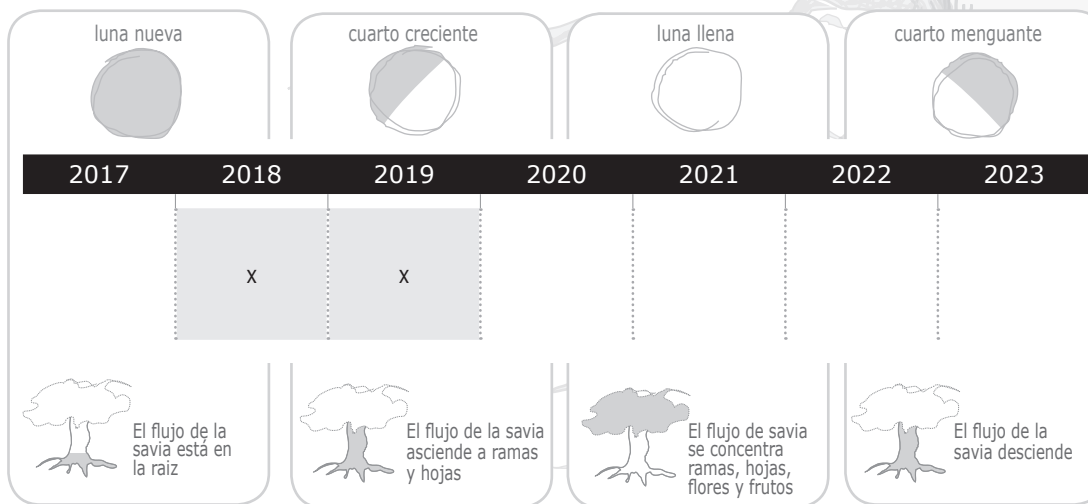 luna nueva
cuarto creciente
luna llena
cuarto menguante
2017 2018 2019 2020 2021 2022 2023
x x
El flujo de la
savia está en
la raiz
El flujo de la savia
asciende a ramas
y hojas
El flujo de savia
se concentra
ramas, hojas,
flores y frutos
El flujo de la
savia desciende